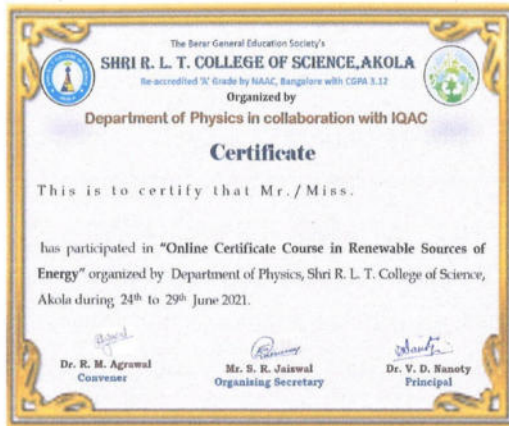 The Berar General Education Society's
SHRI R. L. T. COLLEGE OF SCIENCE,AKOLA
Re-accredited 'A' Grade by NAAC, Bangalore with CGPA 3.12
Organized by
Department of Physics in collaboration with IQAC
Certificate
This is to certify that Mr./Miss.
has participated in "Online Certificate Course in Renewable Sources of
Energy" organized by Department of Physics, Shri R. L. T. College of Science,
Akola during 24th to 29th June 2021.
Dr. R. M. Agrawal
Convener
Mr. S. R. Jaiswal
Organising Secretary
Dr. V. D. Nanoty
Principal